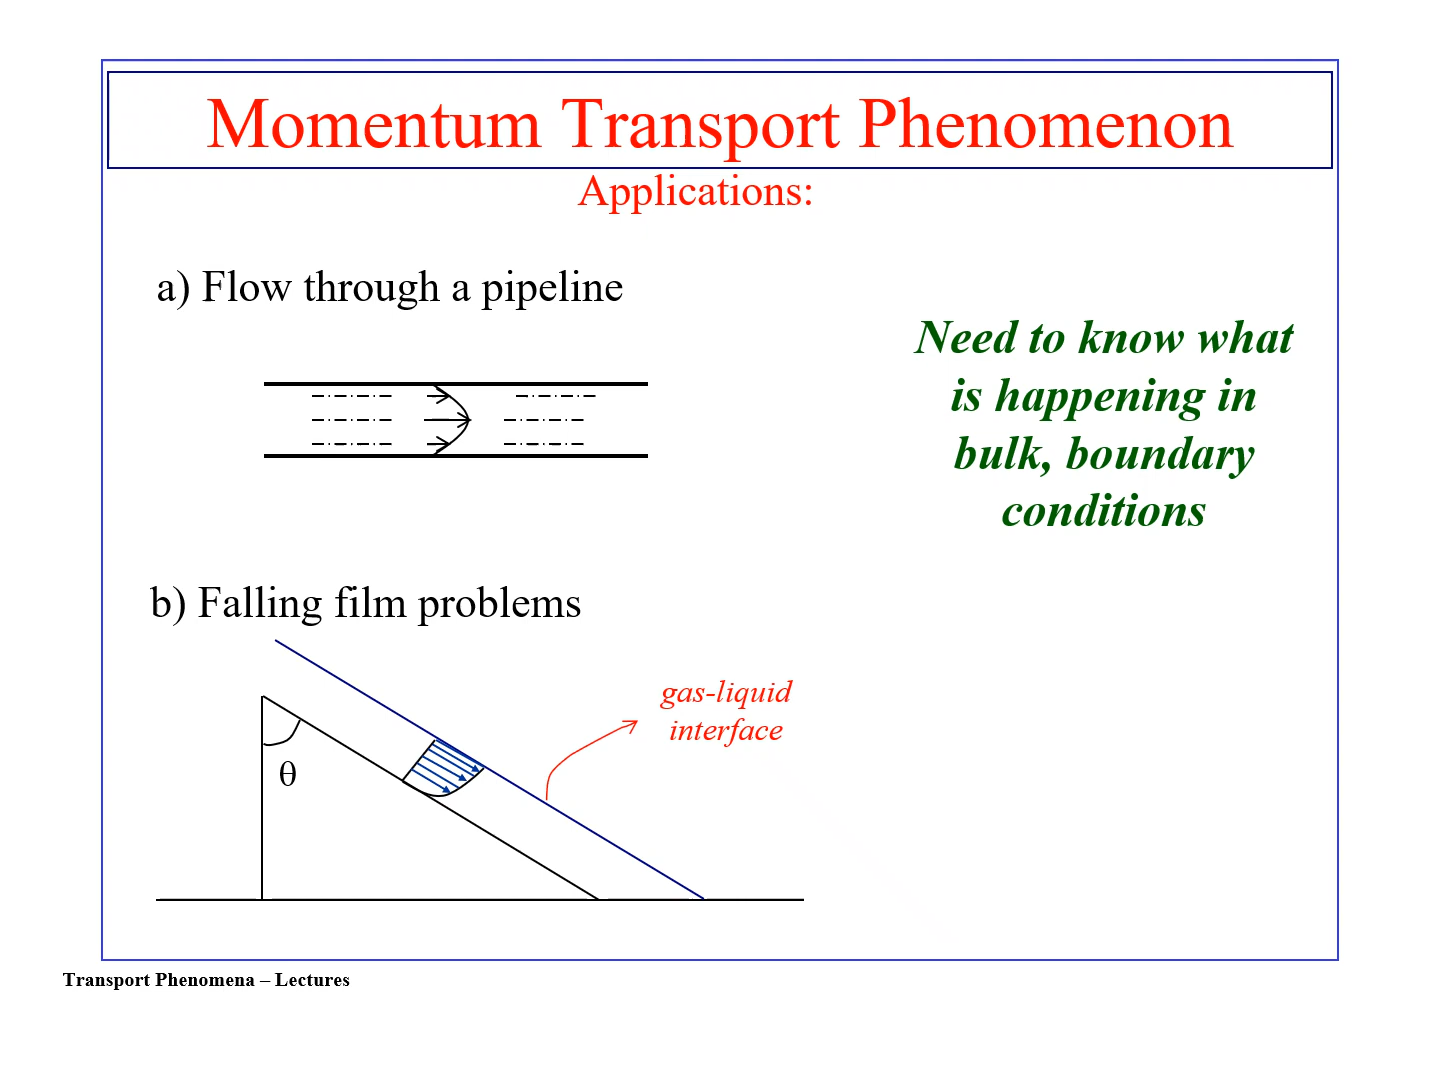 Momentum Transport Phenomenon
Applications:
a) Flow through a pipeline
Need to know what
is happening in
bulk, boundary
conditions
b) Falling film problems
gas-liquid
interface
θ
Transport Phenomena – Lectures